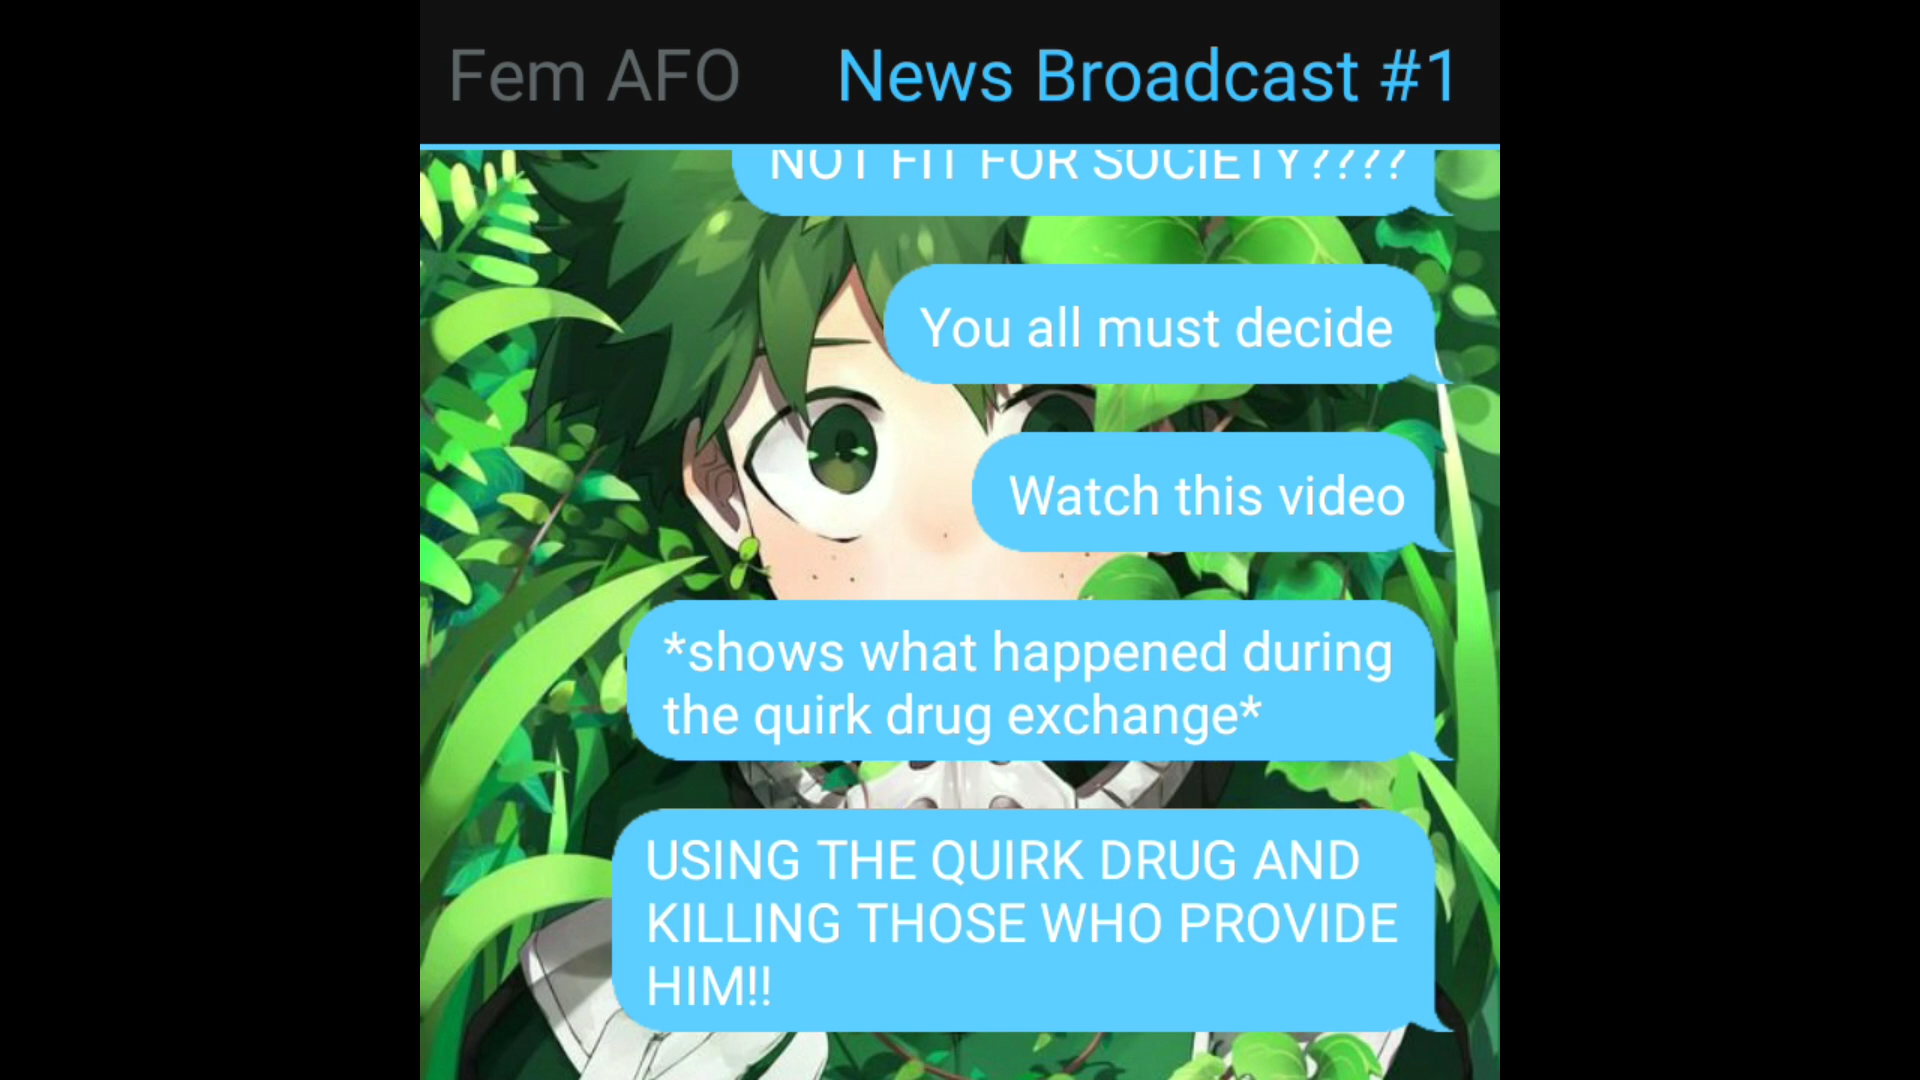 Fem AFO
News Broadcast #1
NOT FIT FOR SOCIETY????
You all must decide
Watch this video
*shows what happened during
the quirk drug exchange*
USING THE QUIRK DRUG AND
KILLING THOSE WHO PROVIDE
HIM!!